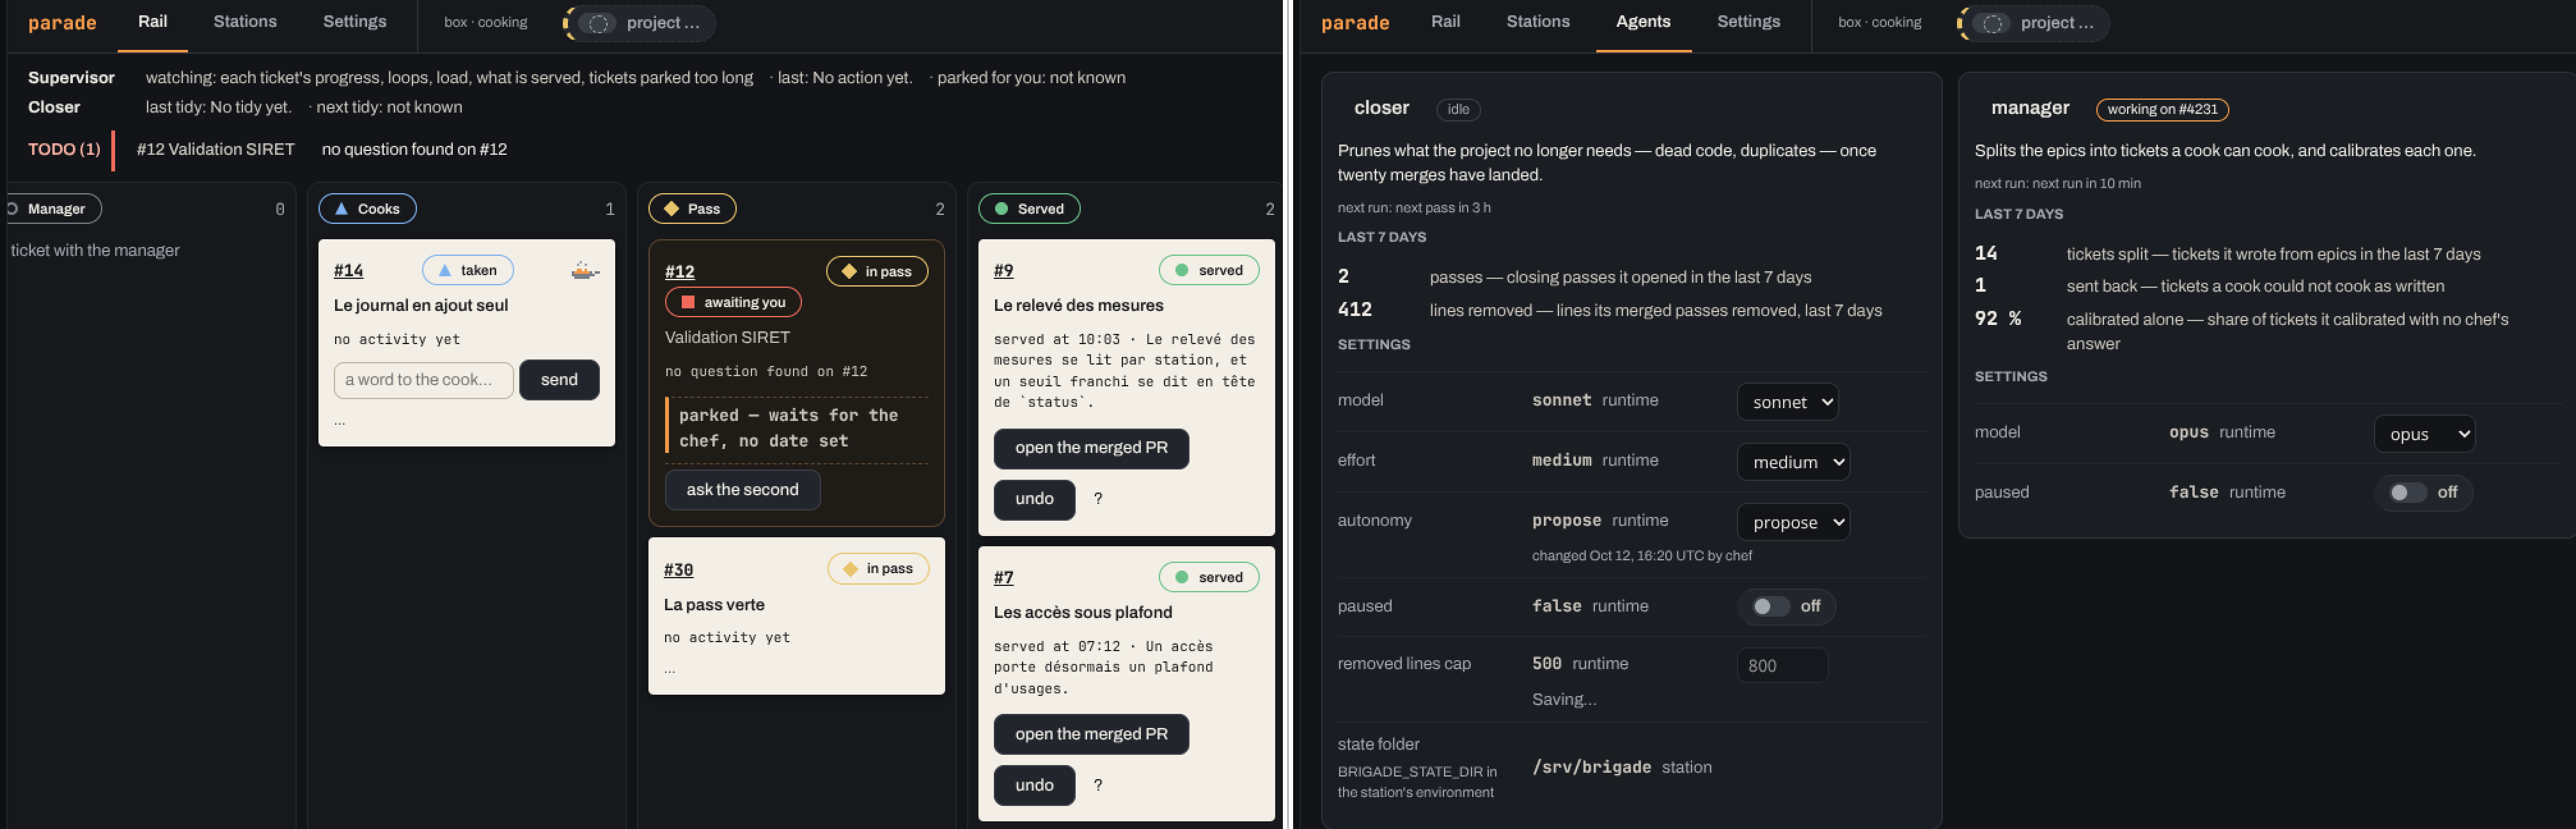 parade Rail Stations Settings box · cooking project ...
Supervisor watching: each ticket's progress, loops, load, what is served, tickets parked too long · last: No action yet. · parked for you: not known
Closer last tidy: No tidy yet. · next tidy: not known
TODO (1) #12 Validation SIRET no question found on #12
Manager 0
ticket with the manager
Cooks 1
#14 taken
Le journal en ajout seul
no activity yet
a word to the cook... send
...
Pass 2
#12 in pass
awaiting you
Validation SIRET
no question found on #12
parked — waits for the
chef, no date set
ask the second
#30 in pass
La pass verte
no activity yet
...
Served 2
#9 served
Le relevé des mesures
served at 10:03 · Le relevé des
mesures se lit par station, et
un seuil franchi se dit en tête
de `status`.
open the merged PR
undo ?
#7 served
Les accès sous plafond
served at 07:12 · Un accès
porte désormais un plafond
d'usages.
open the merged PR
undo ?
parade Rail Stations Agents Settings box · cooking project ...
closer idle
Prunes what the project no longer needs — dead code, duplicates — once
twenty merges have landed.
next run: next pass in 3 h
LAST 7 DAYS
2 passes — closing passes it opened in the last 7 days
412 lines removed — lines its merged passes removed, last 7 days
SETTINGS
model sonnet runtime sonnet
effort medium runtime medium
autonomy propose runtime propose
changed Oct 12, 16:20 UTC by chef
paused false runtime off
removed lines cap 500 runtime 800
Saving...
state folder
BRIGADE_STATE_DIR in
the station's environment
/srv/brigade station
manager working on #4231
Splits the epics into tickets a cook can cook, and calibrates each one.
next run: next run in 10 min
LAST 7 DAYS
14 tickets split — tickets it wrote from epics in the last 7 days
1 sent back — tickets a cook could not cook as written
92 % calibrated alone — share of tickets it calibrated with no chef's
answer
SETTINGS
model opus runtime opus
paused false runtime off